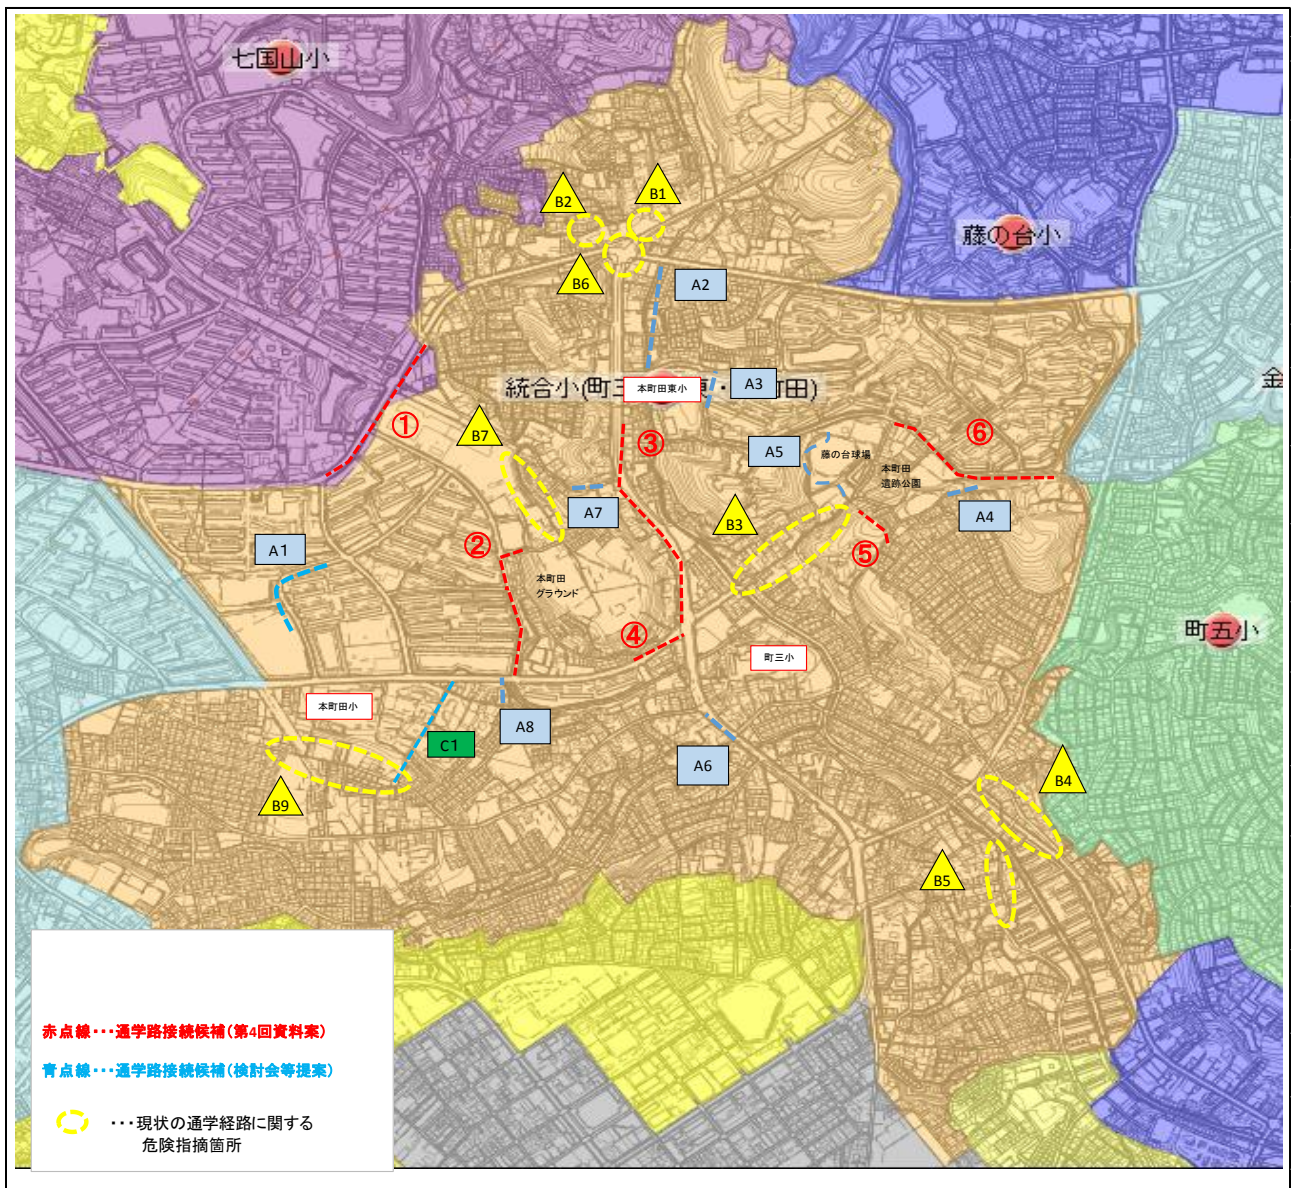 七国山小
B1
B2
藤の台小
B6
A2
統合小(町三
東・
町田)
本町田東小
A3
金
①
B7
③
⑥
A5
藤の台球場
本町田
遺跡公園
A7
B3
A4
A1
②
⑤
本町田
グラウンド
④
町五小
町三小
本町田小
A8
C1
A6
B9
B4
B5
赤点線・・・通学路接続候補(第4回資料案)
青点線・・・通学路接続候補(検討会等提案)
・・・現状の通学経路に関する
危険指摘箇所